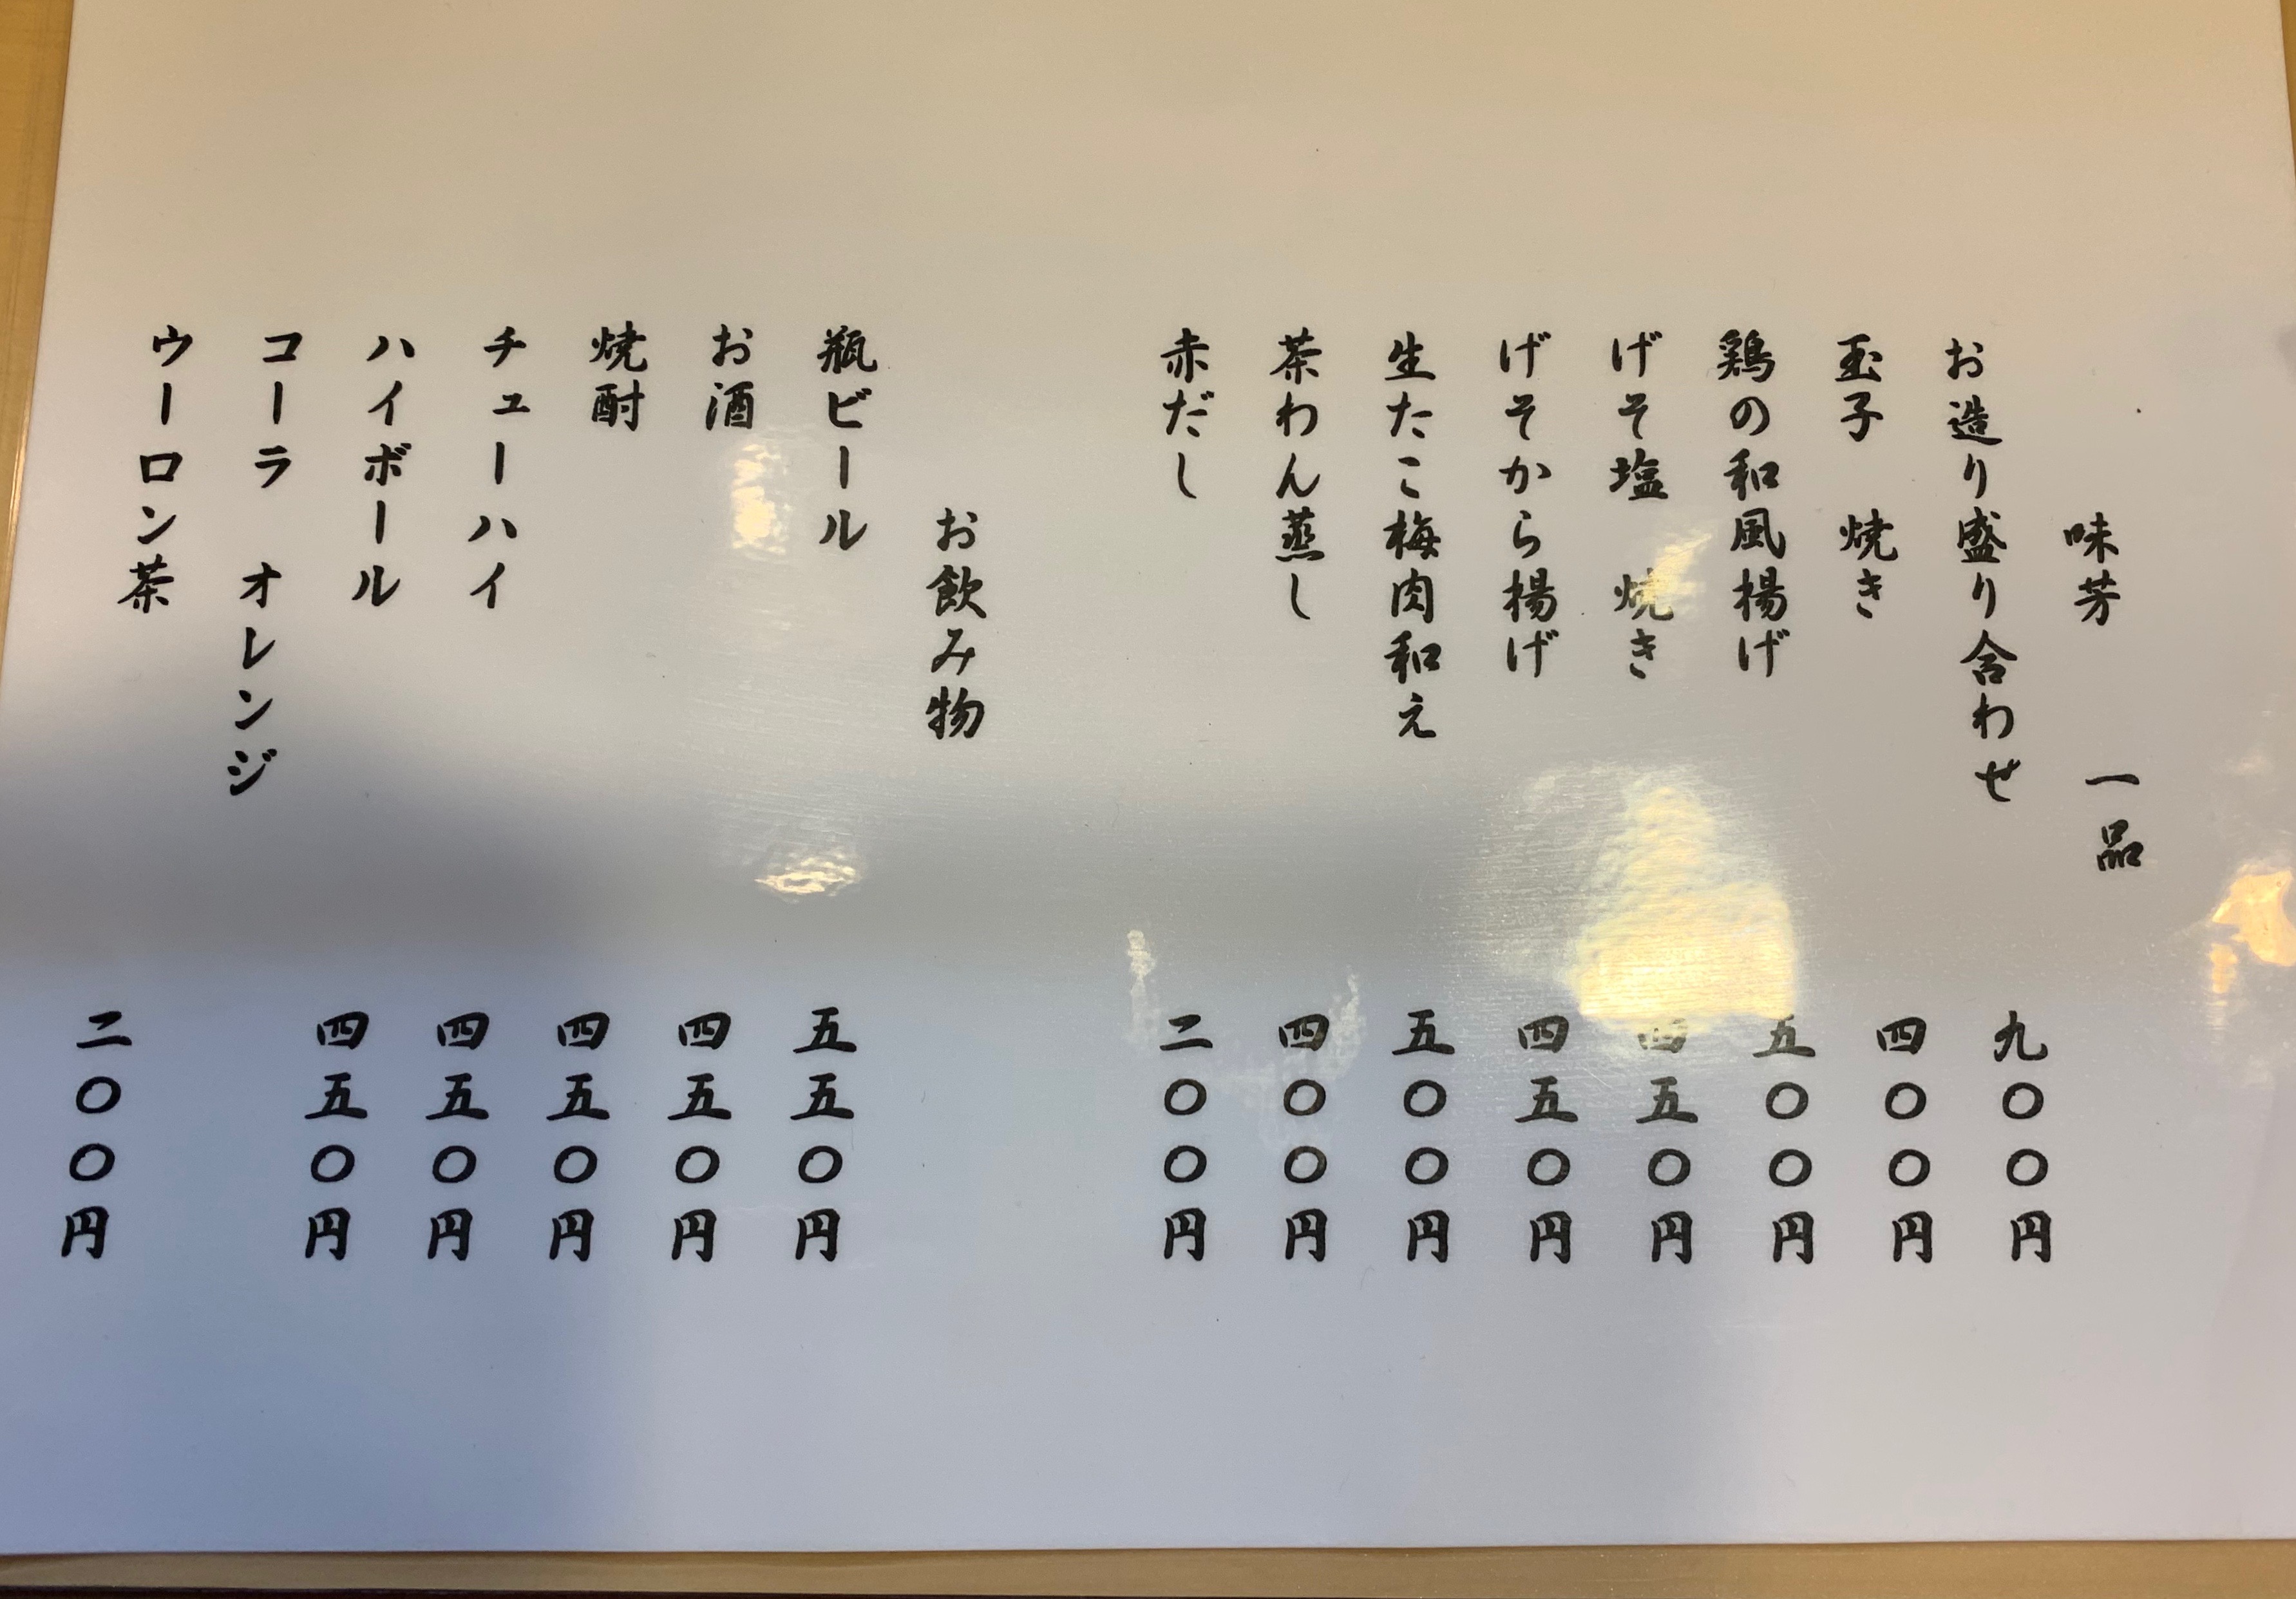 味芳 一品
お造り盛り合わせ 九〇〇円
玉子 焼き 四〇〇円
鶏の和風揚げ 五〇〇円
げそ塩 焼き 四五〇円
げそから揚げ 四五〇円
生たこ梅肉和え 五〇〇円
茶わん蒸し 四〇〇円
赤だし 二〇〇円
お飲み物
瓶ビール 五五〇円
お酒 四五〇円
焼酎 四五〇円
チューハイ 四五〇円
ハイボール 四五〇円
コーラ オレンジ
ウーロン茶 二〇〇円